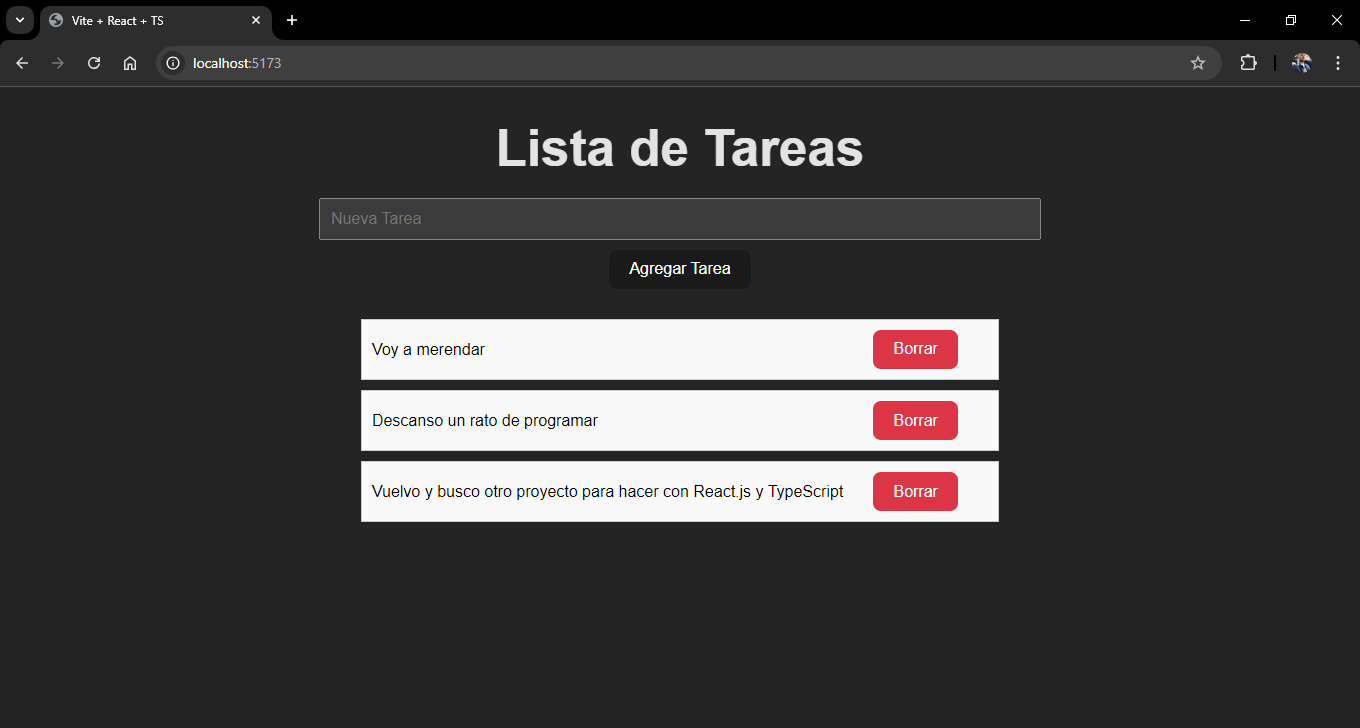 Vite + React + TS
localhost:5173
Lista de Tareas
Nueva Tarea
Agregar Tarea
Voy a merendar Borrar
Descanso un rato de programar Borrar
Vuelvo y busco otro proyecto para hacer con React.js y TypeScript Borrar